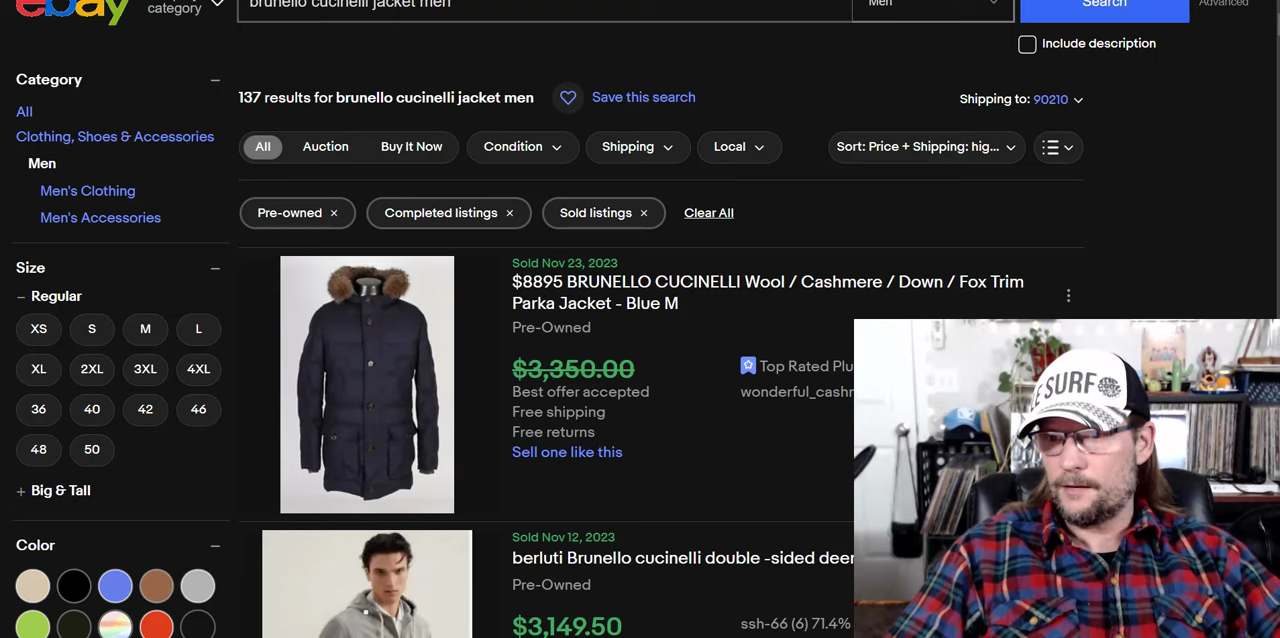 ebay
category
brunello cucinelli jacket men
Men
Search
Advanced
Include description
Category
All
Clothing, Shoes & Accessories
Men
Men's Clothing
Men's Accessories
Size
Regular
XS
S
M
L
XL
2XL
3XL
4XL
36
40
42
46
48
50
Big & Tall
Color
137 results for brunello cucinelli jacket men
Save this search
Shipping to: 90210
All
Auction
Buy It Now
Condition
Shipping
Local
Sort: Price + Shipping: hig...
Pre-owned ×
Completed listings ×
Sold listings ×
Clear All
Sold Nov 23, 2023
$8895 BRUNELLO CUCINELLI Wool / Cashmere / Down / Fox Trim
Parka Jacket - Blue M
Pre-Owned
$3,350.00
Top Rated Plu
Best offer accepted
wonderful_cashr
Free shipping
Free returns
Sell one like this
Sold Nov 12, 2023
berluti Brunello cucinelli double -sided deer
Pre-Owned
$3,149.50
ssh-66 (6) 71.4%
SURF